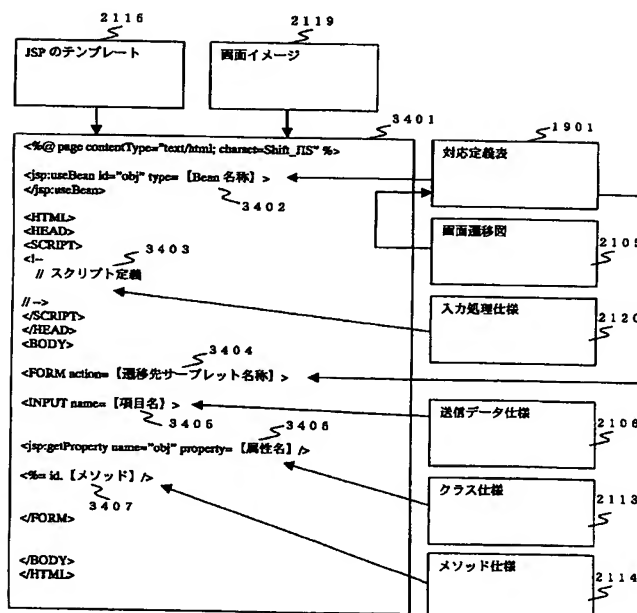 2116
2119
JSPのテンプレート
画面イメージ
3401
1901
<%@ page contentType="text/html; charset=Shift_JIS" %>
対応定義表
<jsp:useBean id="obj" type= 【Bean 名称】 >
</jsp:useBean>
3402
<HTML>
<HEAD>
<SCRIPT>
<!--
3403
// スクリプト定義
画面遷移図
2105
// -->
</SCRIPT>
</HEAD>
<BODY>
入力処理仕様
2120
3404
<FORM action= 【遷移先サーブレット名称】 >
<INPUT name= 【項目名】 >
送信データ仕様
2106
3405
3406
<jsp:getProperty name="obj" property= 【属性名】 />
<%= id. 【メソッド】 />
クラス仕様
2113
3407
</FORM>
</BODY>
</HTML>
メソッド仕様
2114